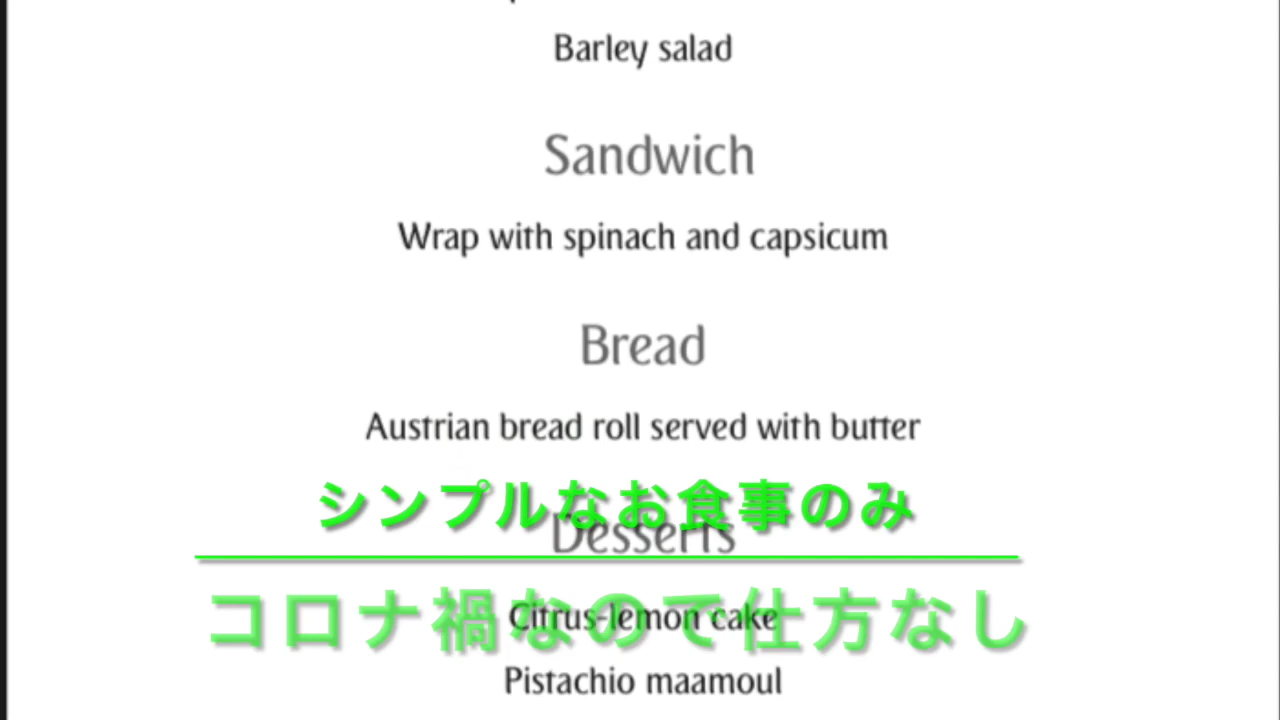 Barley salad
Sandwich
Wrap with spinach and capsicum
Bread
Austrian bread roll served with butter
シンプルなお食事のみ
Desserts
コロナ禍なので仕方なし
Citrus-lemon cake
Pistachio maamoul